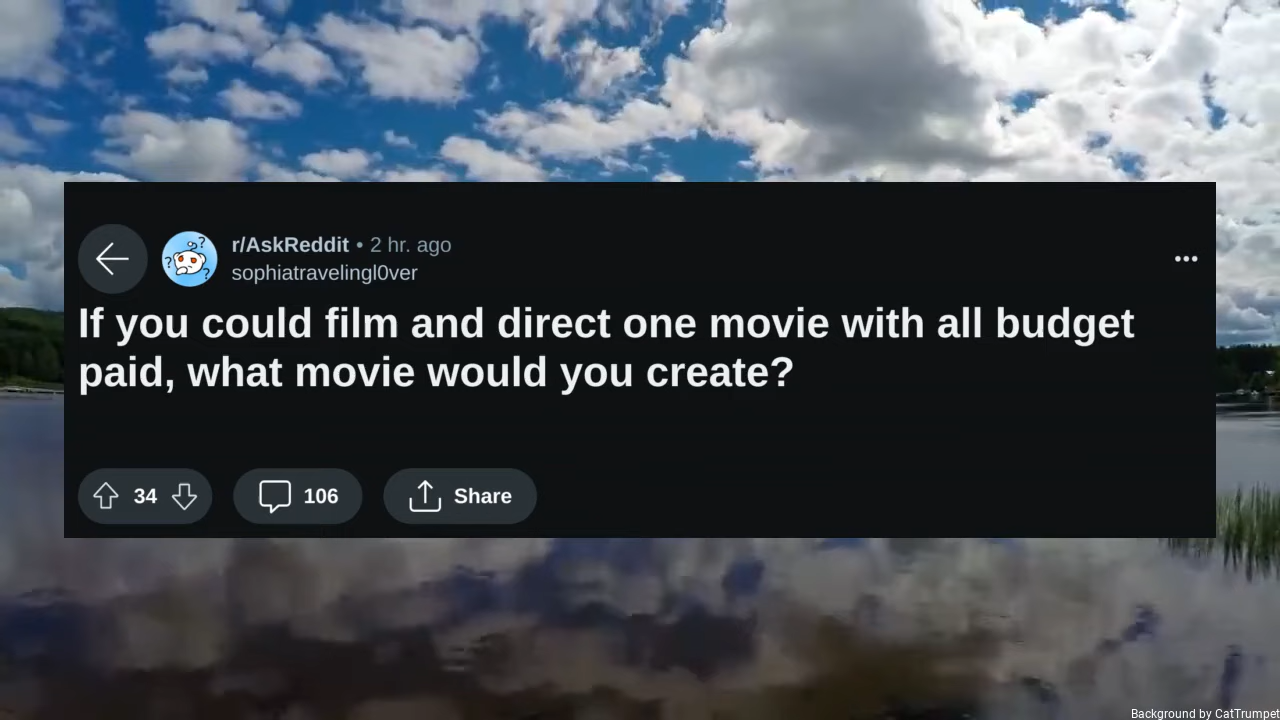 r/AskReddit • 2 hr. ago
sophiatravelingl0ver
If you could film and direct one movie with all budget
paid, what movie would you create?
34
106
Share
Background by CatTrumpet